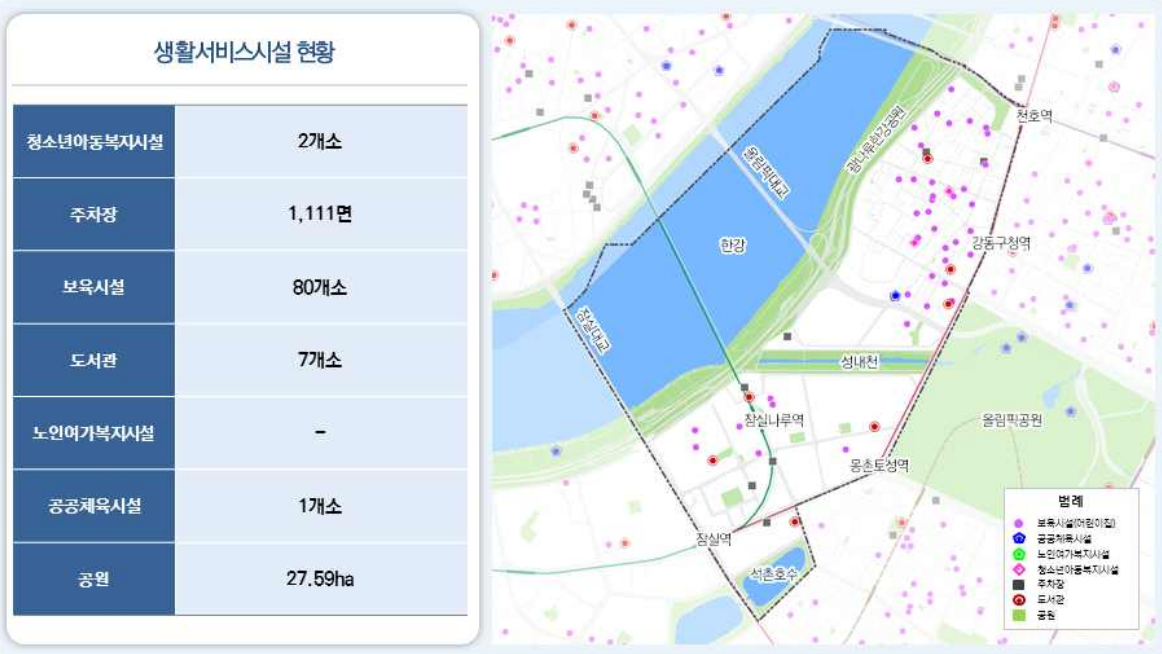 생활서비스시설 현황
청소년아동복지시설 2개소
주차장 1,111면
보육시설 80개소
도서관 7개소
노인여가복지시설 -
공공체육시설 1개소
공원 27.59ha
천호역
광나루한강공원
올림픽대교
한강
강동구청역
잠실대교
성내천
잠실나루역
올림픽공원
몽촌토성역
잠실역
석촌호수
범례
보육시설(어린이집)
공공체육시설
노인여가복지시설
청소년아동복지시설
주차장
도서관
공원